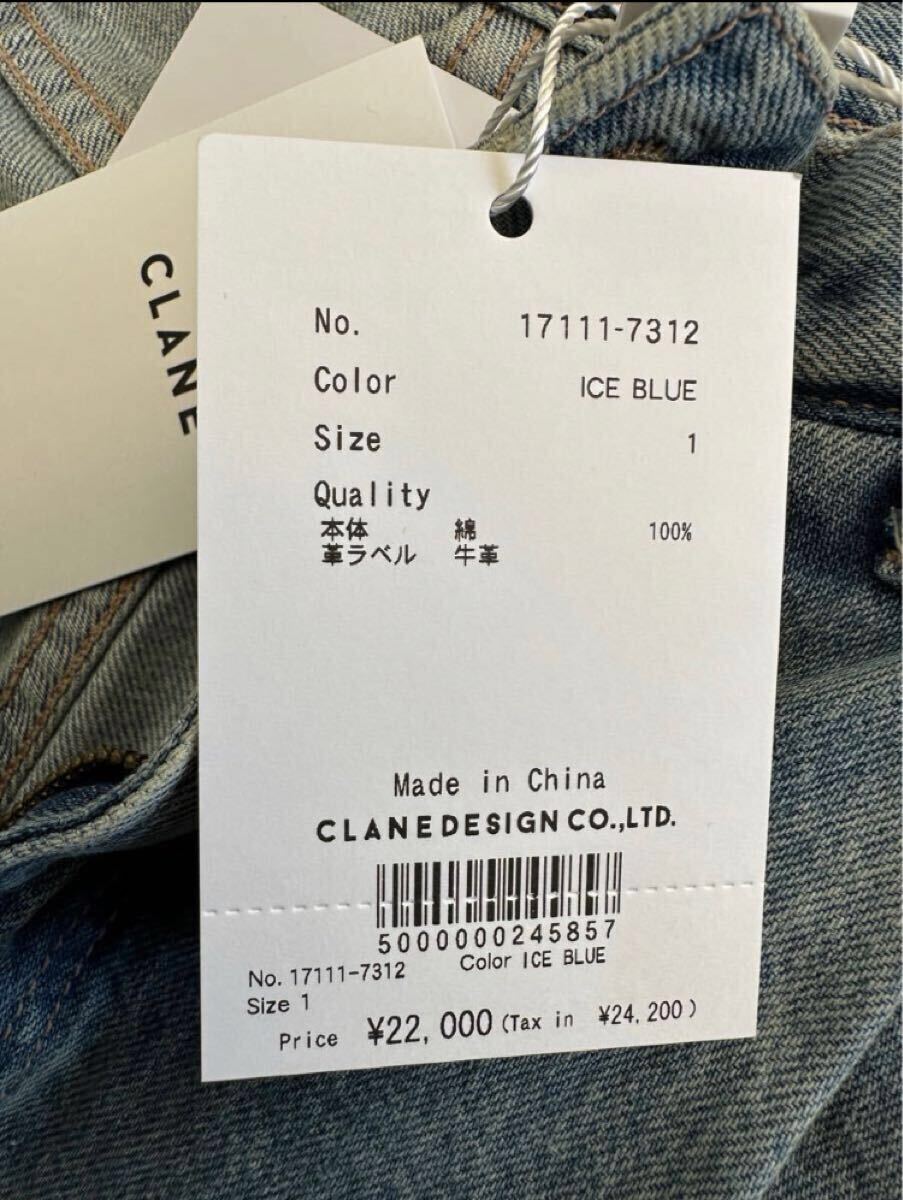 CLANE
No. 17111-7312
Color ICE BLUE
Size 1
Quality
本体 綿 100%
革ラベル 牛革
Made in China
CLANE DESIGN CO.,LTD.
5000000245857
No. 17111-7312 Color ICE BLUE
Size 1
Price ¥22,000 (Tax in ¥24,200)